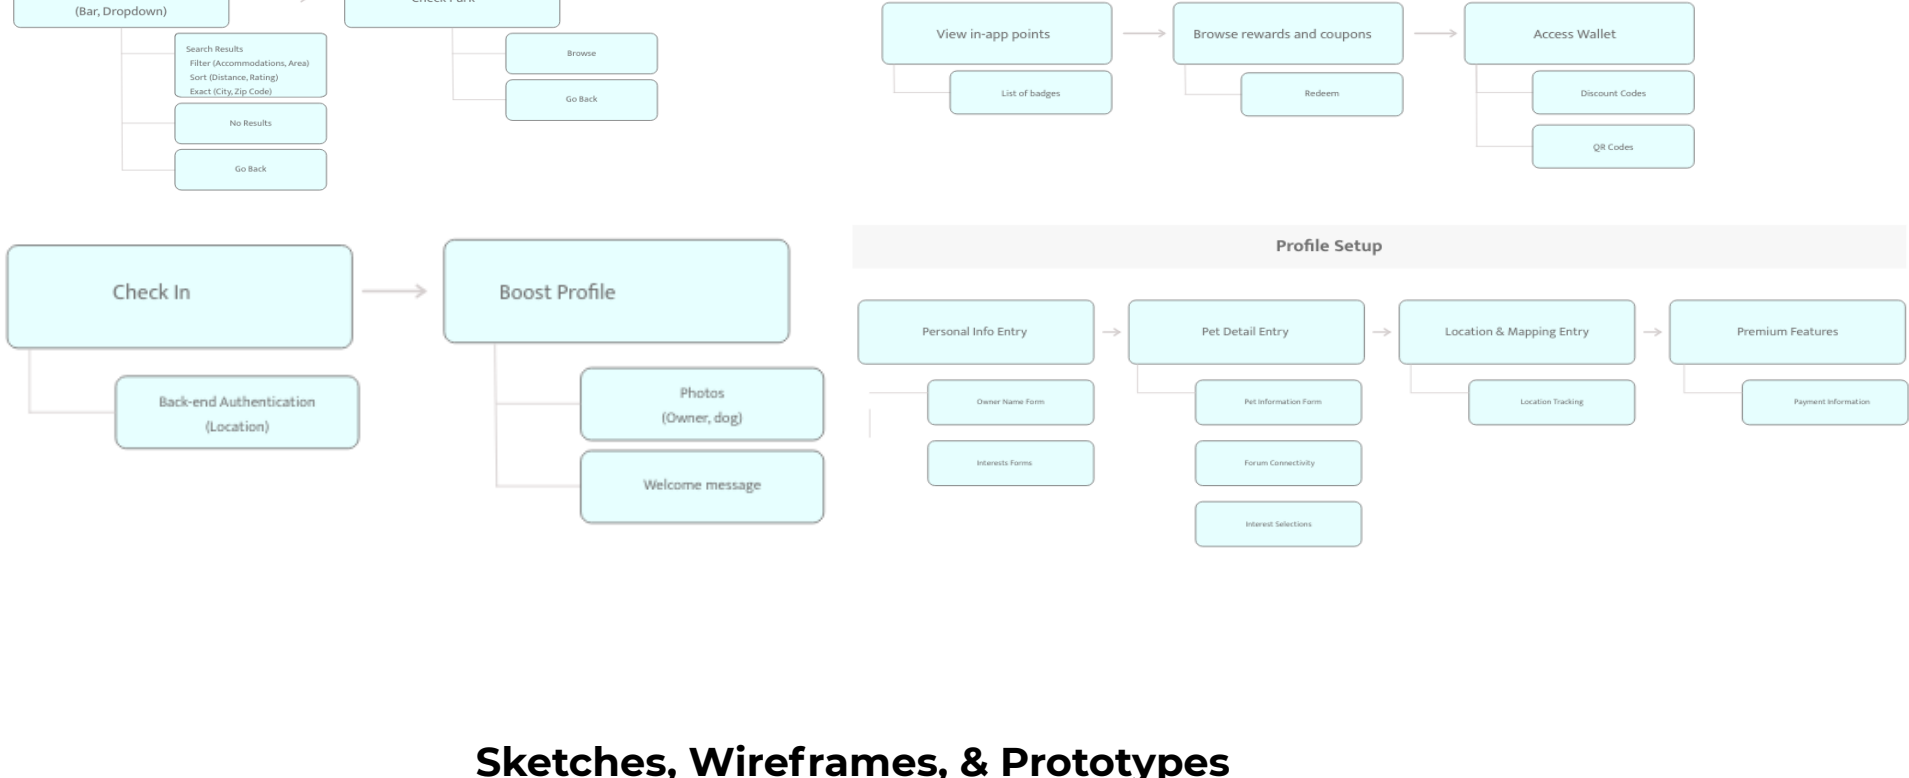 (Bar, Dropdown)
Check Park
Search Results
Filter (Accommodations, Area)
Sort (Distance, Rating)
Exact (City, Zip Code)
No Results
Go Back
Browse
Go Back
View in-app points
Browse rewards and coupons
Access Wallet
List of badges
Redeem
Discount Codes
QR Codes
Check In
Boost Profile
Back-end Authentication
(Location)
Photos
(Owner, dog)
Welcome message
Profile Setup
Personal Info Entry
Pet Detail Entry
Location & Mapping Entry
Premium Features
Owner Name Form
Pet Information Form
Location Tracking
Payment Information
Interests Forms
Forum Connectivity
Interest Selections
Sketches, Wireframes, & Prototypes